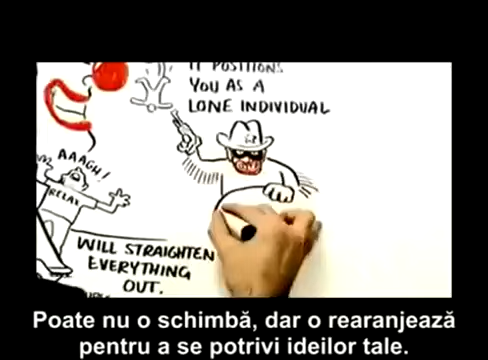 IT POSITIONS
YOU AS A
LONE INDIVIDUAL
AAAGH!
RELAX
WILL STRAIGHTEN
EVERYTHING
OUT.
Poate nu o schimbă, dar o rearanjează
pentru a se potrivi ideilor tale.